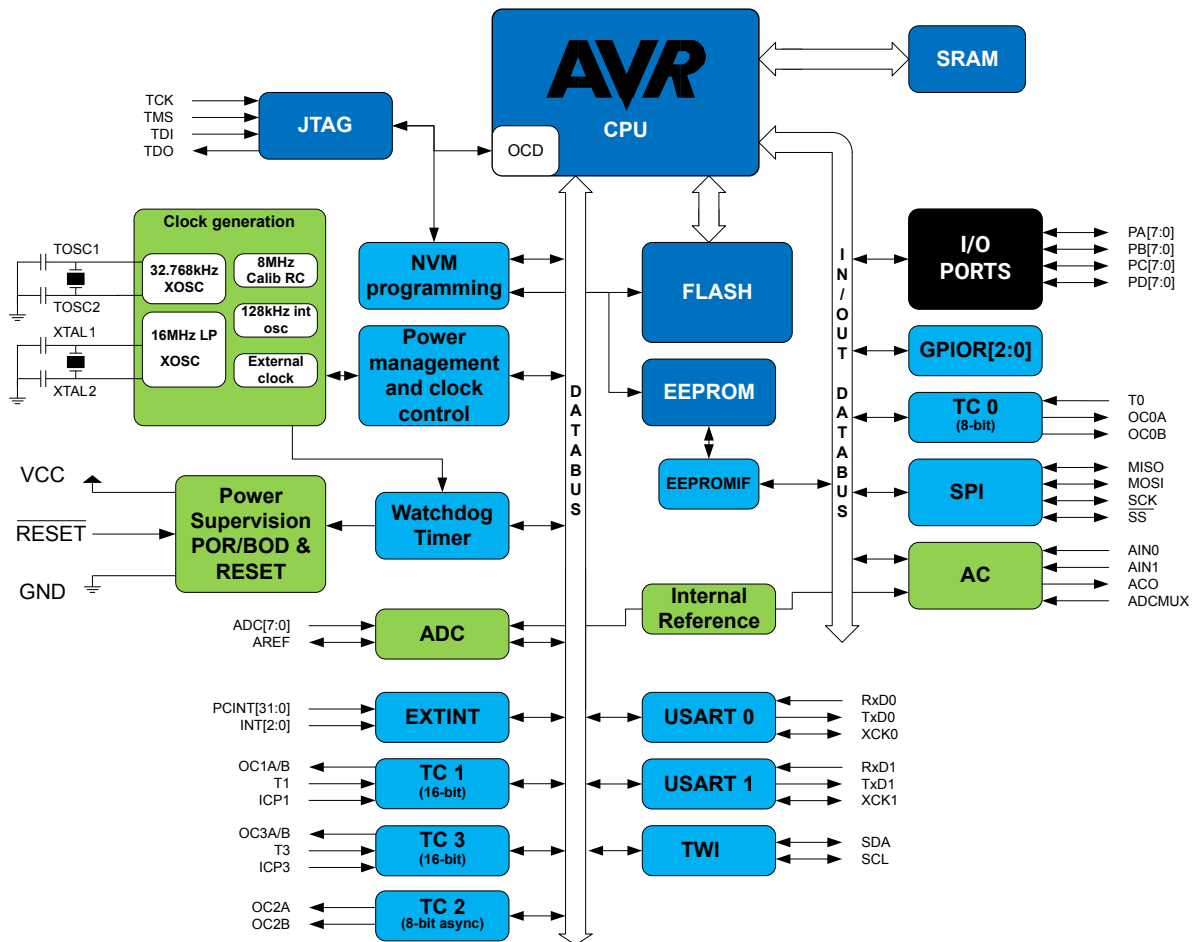 AVR
CPU
OCD
SRAM
TCK
TMS
TDI
TDO
JTAG
Clock generation
TOSC1
TOSC2
32.768kHz
XOSC
8MHz
Calib RC
128kHz int
osc
XTAL1
XTAL2
16MHz LP
XOSC
External
clock
NVM
programming
FLASH
Power
management
and clock
control
EEPROM
EEPROMIF
IN/OUT DATABUS
DATABUS
I/O
PORTS
PA[7:0]
PB[7:0]
PC[7:0]
PD[7:0]
GPIOR[2:0]
TC 0
(8-bit)
T0
OC0A
OC0B
SPI
MISO
MOSI
SCK
SS
AC
AIN0
AIN1
ACO
ADCMUX
VCC
RESET
GND
Power
Supervision
POR/BOD &
RESET
Watchdog
Timer
Internal
Reference
ADC[7:0]
AREF
ADC
PCINT[31:0]
INT[2:0]
EXTINT
USART 0
RxD0
TxD0
XCK0
OC1A/B
T1
ICP1
TC 1
(16-bit)
USART 1
RxD1
TxD1
XCK1
OC3A/B
T3
ICP3
TC 3
(16-bit)
TWI
SDA
SCL
OC2A
OC2B
TC 2
(8-bit async)